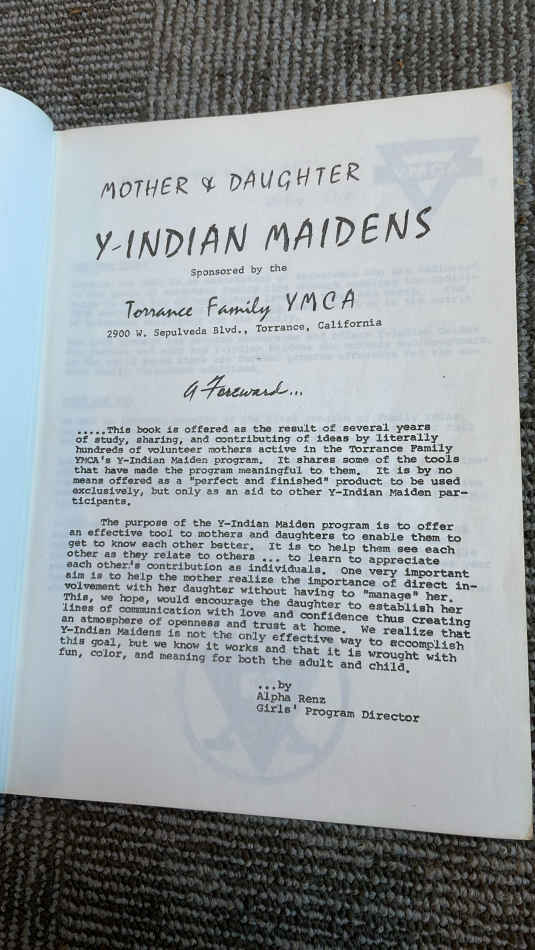 MOTHER & DAUGHTER
Y-INDIAN MAIDENS
Sponsored by the
Torrance Family YMCA
2900 W. Sepulveda Blvd., Torrance, California
A Foreward...
.....This book is offered as the result of several years
of study, sharing, and contributing of ideas by literally
hundreds of volunteer mothers active in the Torrance Family
YMCA's Y-Indian Maiden program. It shares some of the tools
that have made the program meaningful to them. It is by no
means offered as a "perfect and finished" product to be used
exclusively, but only as an aid to other Y-Indian Maiden par-
ticipants.
The purpose of the Y-Indian Maiden program is to offer
an effective tool to mothers and daughters to enable them to
get to know each other better. It is to help them see each
other as they relate to others ... to learn to appreciate
each other's contribution as individuals. One very important
aim is to help the mother realize the importance of direct in-
volvement with her daughter without having to "manage" her.
This, we hope, would encourage the daughter to establish her
lines of communication with love and confidence thus creating
an atmosphere of openness and trust at home. We realize that
Y-Indian Maidens is not the only effective way to accomplish
this goal, but we know it works and that it is wrought with
fun, color, and meaning for both the adult and child.
...by
Alpha Renz
Girls' Program Director